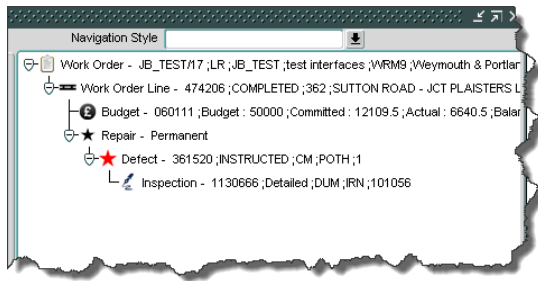 Navigation Style
Work Order - JB_TEST/17 ;LR ;JB_TEST ;test interfaces ;WRM9 ;Weymouth & Portlan
Work Order Line - 474206 ;COMPLETED ;362 ;SUTTON ROAD - JCT PLAISTERS L
£ Budget - 060111 ;Budget : 50000 ;Committed : 12109.5 ;Actual : 6640.5 ;Balan
Repair - Permanent
Defect - 361520 ;INSTRUCTED ;CM ;POTH ;1
Inspection - 1130666 ;Detailed ;DUM ;IRN ;101056